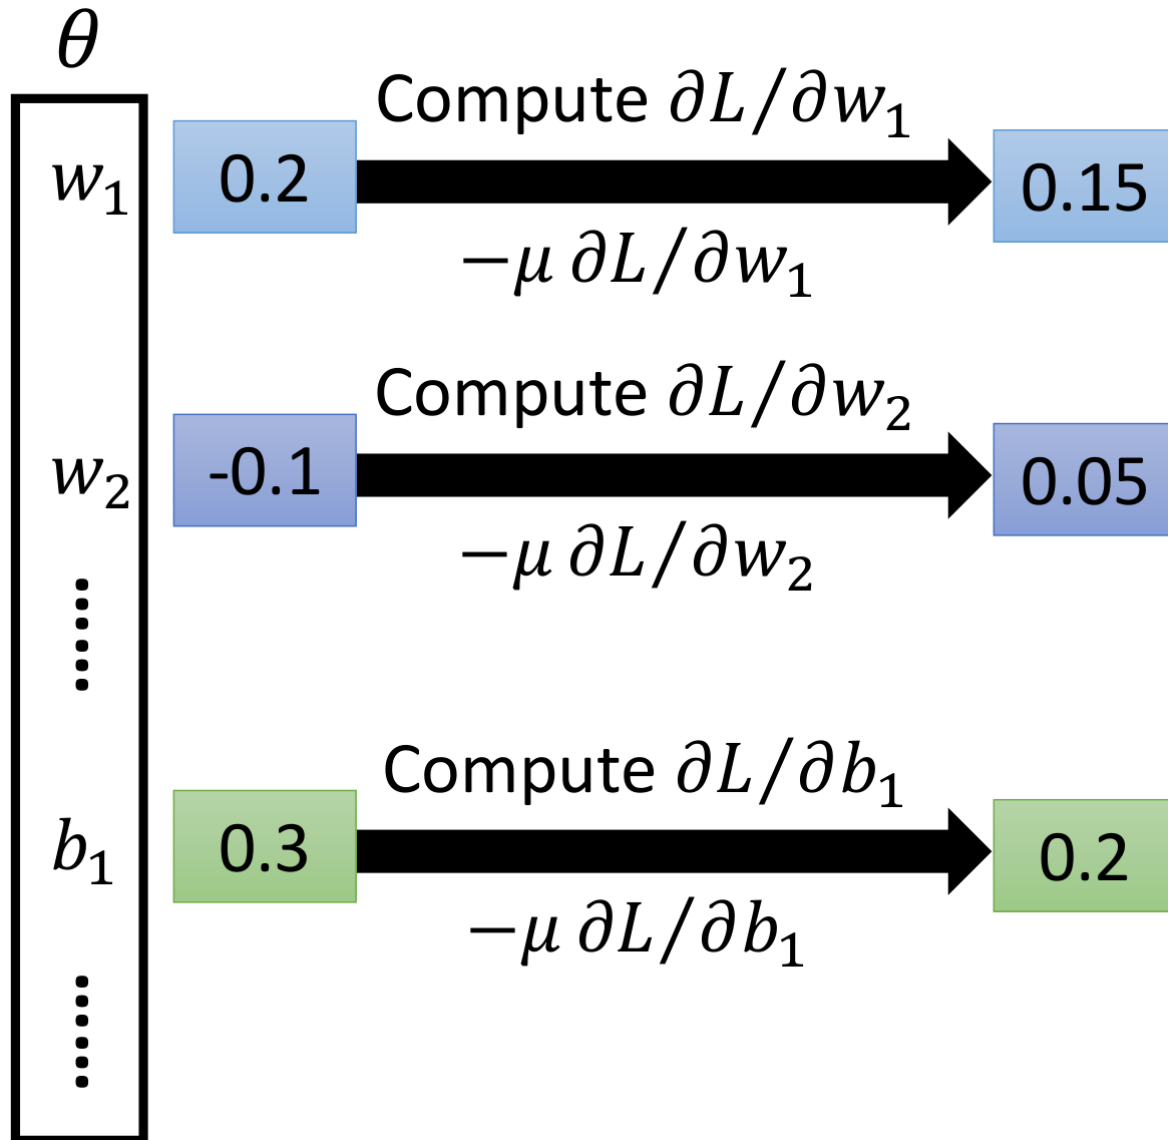 θ
Compute ∂L/∂w₁
w₁ 0.2 0.15
−μ ∂L/∂w₁
Compute ∂L/∂w₂
w₂ -0.1 0.05
−μ ∂L/∂w₂
......
Compute ∂L/∂b₁
b₁ 0.3 0.2
−μ ∂L/∂b₁
......